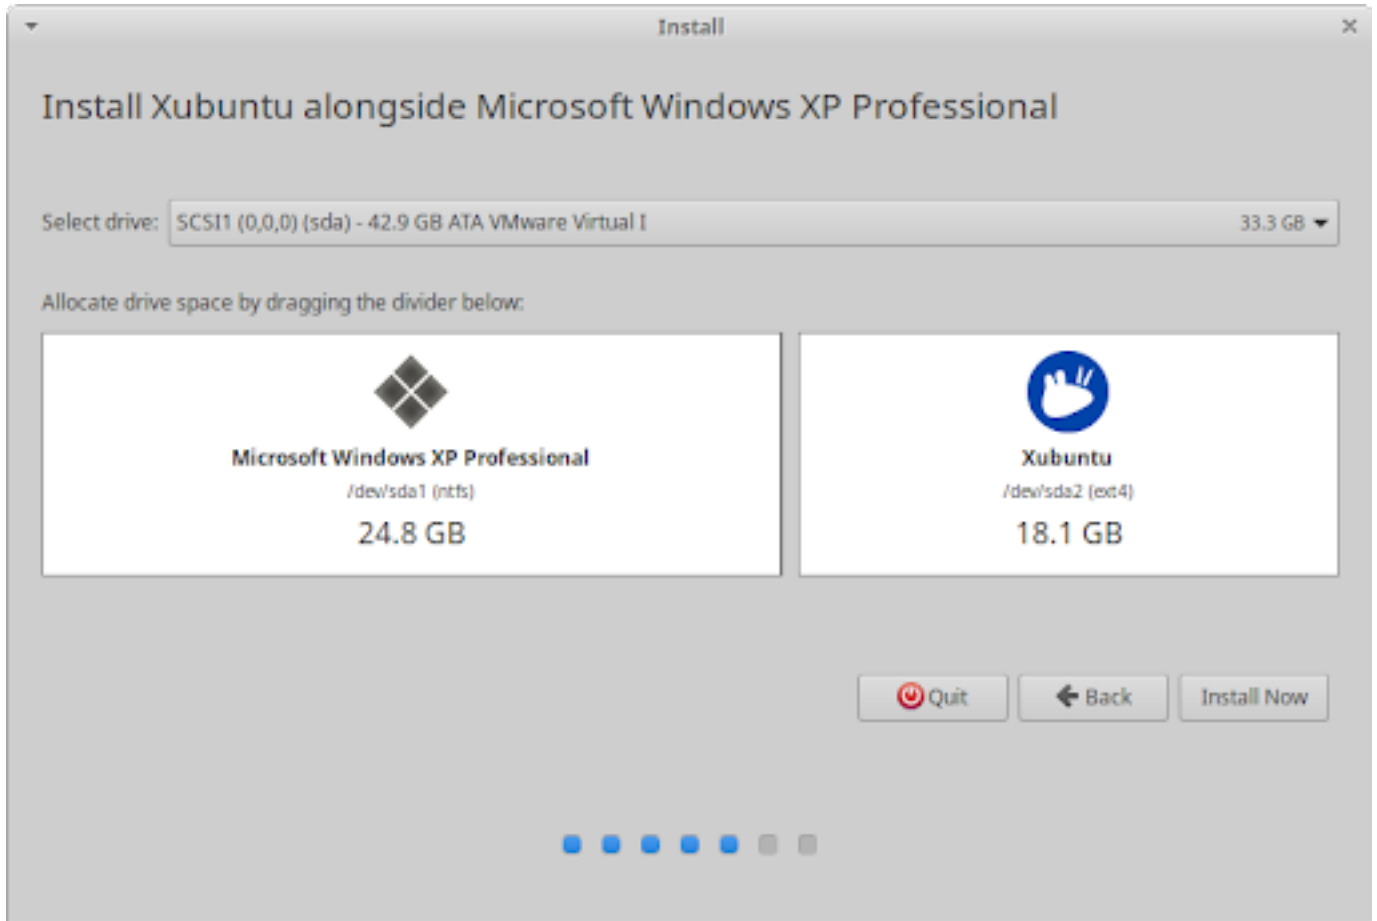 Install
Install Xubuntu alongside Microsoft Windows XP Professional
Select drive: SCSI1 (0,0,0) (sda) - 42.9 GB ATA VMware Virtual I 33.3 GB
Allocate drive space by dragging the divider below:
Microsoft Windows XP Professional
/dev/sda1 (ntfs)
24.8 GB
Xubuntu
/dev/sda2 (ext4)
18.1 GB
Quit Back Install Now